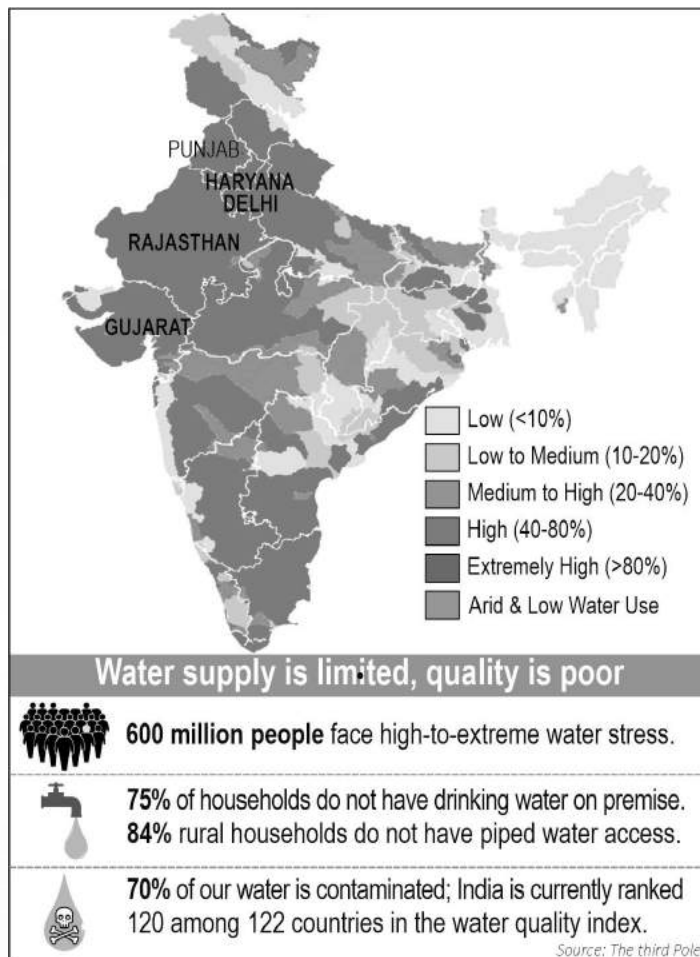 PUNJAB
HARYANA
DELHI
RAJASTHAN
GUJARAT
Low (<10%)
Low to Medium (10-20%)
Medium to High (20-40%)
High (40-80%)
Extremely High (>80%)
Arid & Low Water Use
Water supply is limited, quality is poor
600 million people face high-to-extreme water stress.
75% of households do not have drinking water on premise.
84% rural households do not have piped water access.
70% of our water is contaminated; India is currently ranked
120 among 122 countries in the water quality index.
Source: The third Pole